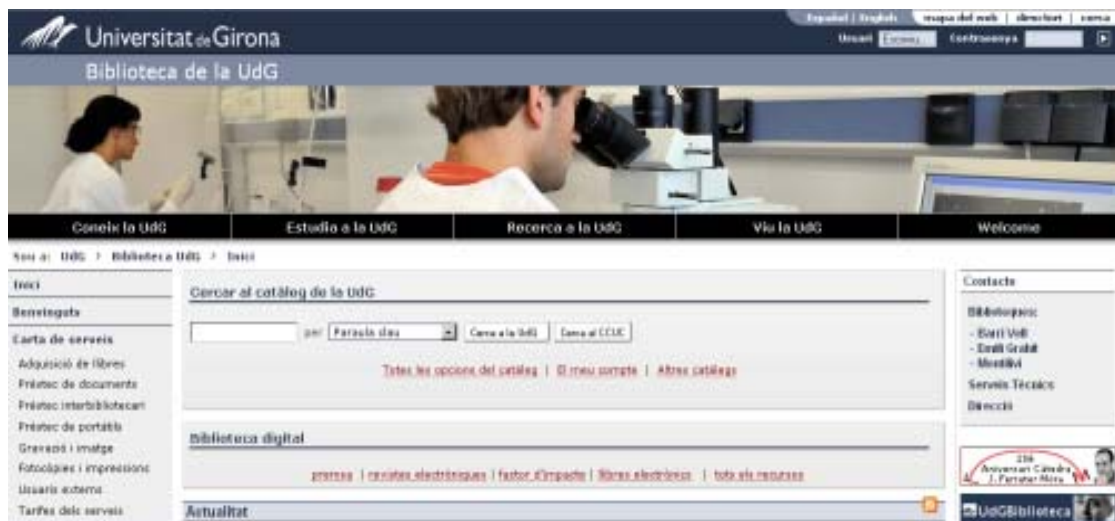 Español | English mapa del web | directori | cerca
Universitat de Girona
Usuari Contrasenya
Biblioteca de la UdG
Coneix la UdG Estudia a la UdG Recerca a la UdG Viu la UdG Welcome
Sou a: UdG > Biblioteca UdG > Inici
Inici
Benvinguts
Carta de serveis
Adquisició de llibres
Préstec de documents
Préstec interbibliotecari
Préstec de portàtils
Gravació i imatge
Fotocòpies i impressions
Usuaris externs
Tarifes dels serveis
Cercar al catàleg de la UdG
per Paraula clau Cerca a la UdG Cerca al CCUC
Totes les opcions del catàleg | El meu compte | Altres catàlegs
Biblioteca digital
premsa | revistes electròniques | factor d'impacte | llibres electrònics | tots els recursos
Actualitat
Contacte
Biblioteques:
- Barri Vell
- Emili Grahit
- Montilivi
Serveis Tècnics
Direcció
Aniversari Càtedra
J. Ferrater Mora
UdGBiblioteca